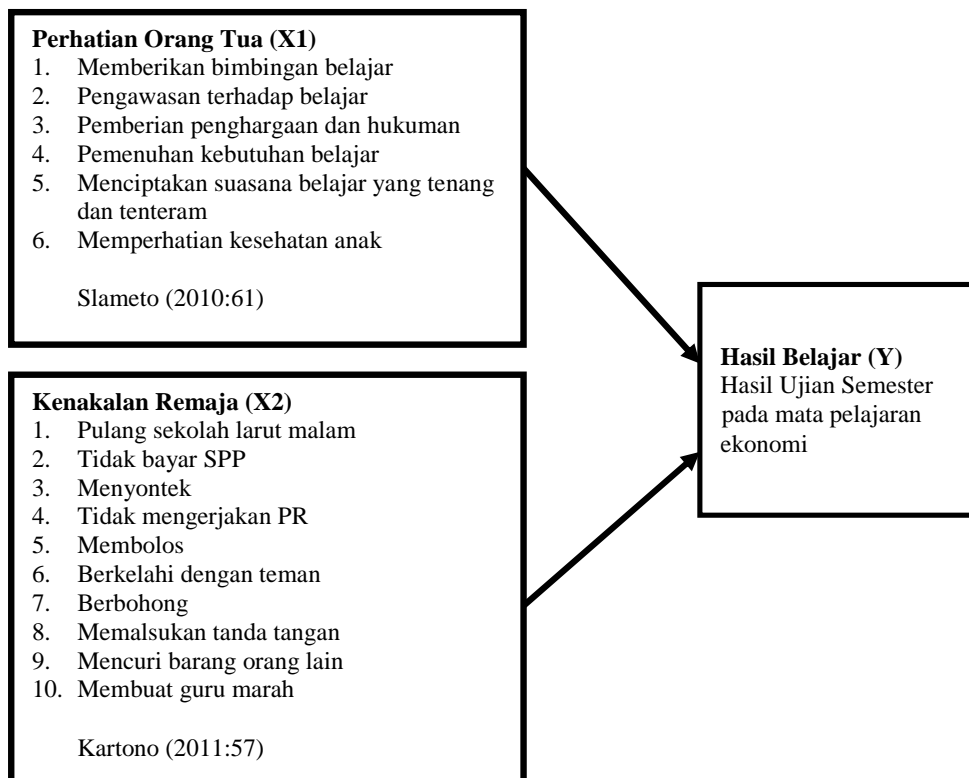 Perhatian Orang Tua (X1)
1. Memberikan bimbingan belajar
2. Pengawasan terhadap belajar
3. Pemberian penghargaan dan hukuman
4. Pemenuhan kebutuhan belajar
5. Menciptakan suasana belajar yang tenang
dan tenteram
6. Memperhatian kesehatan anak
Slameto (2010:61)
Kenakalan Remaja (X2)
1. Pulang sekolah larut malam
2. Tidak bayar SPP
3. Menyontek
4. Tidak mengerjakan PR
5. Membolos
6. Berkelahi dengan teman
7. Berbohong
8. Memalsukan tanda tangan
9. Mencuri barang orang lain
10. Membuat guru marah
Kartono (2011:57)
Hasil Belajar (Y)
Hasil Ujian Semester
pada mata pelajaran
ekonomi